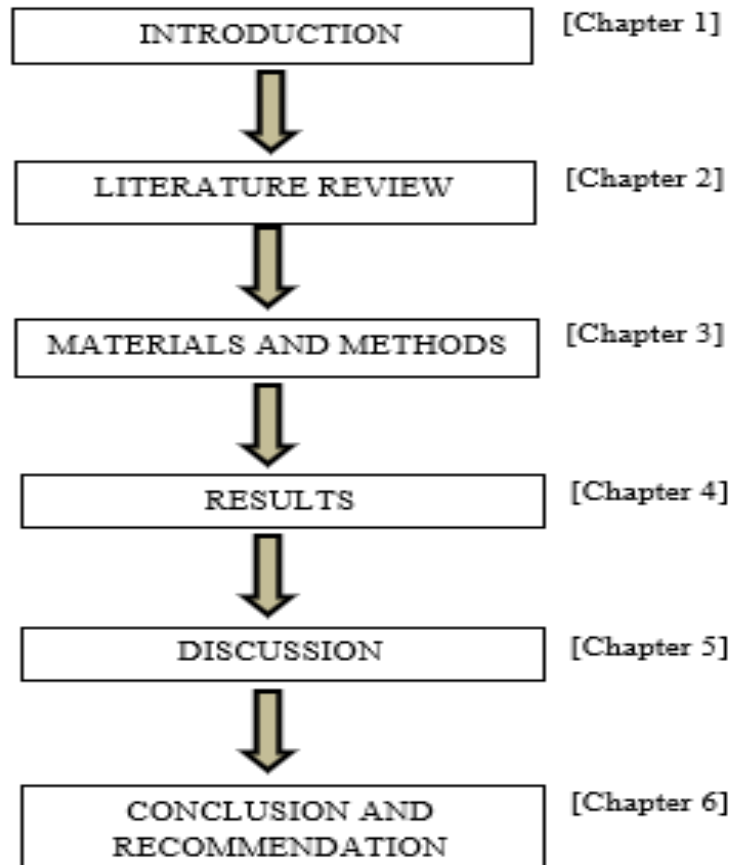 INTRODUCTION [Chapter 1]
LITERATURE REVIEW [Chapter 2]
MATERIALS AND METHODS [Chapter 3]
RESULTS [Chapter 4]
DISCUSSION [Chapter 5]
CONCLUSION AND [Chapter 6]
RECOMMENDATION